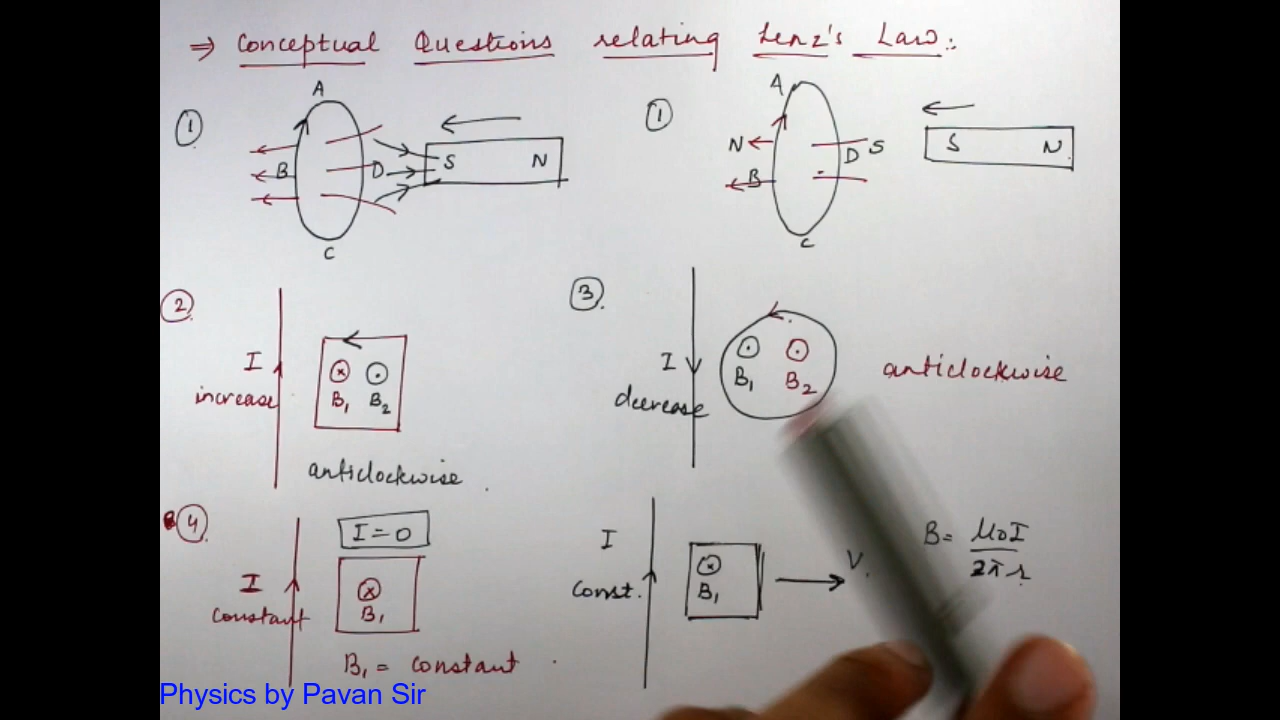 ⇒ Conceptual Questions relating Lenz's Law:
① A B C D S N
① A N B C D S S N
② I increase
⊗ ⊙
B₁ B₂
anticlockwise
③ I decrease
⊙ ⊙
B₁ B₂
anticlockwise
④ I = 0
I constant
⊗
B₁
B₁ = constant
I const.
⊗
B₁
V.
B = μ₀I / 2πr
Physics by Pavan Sir